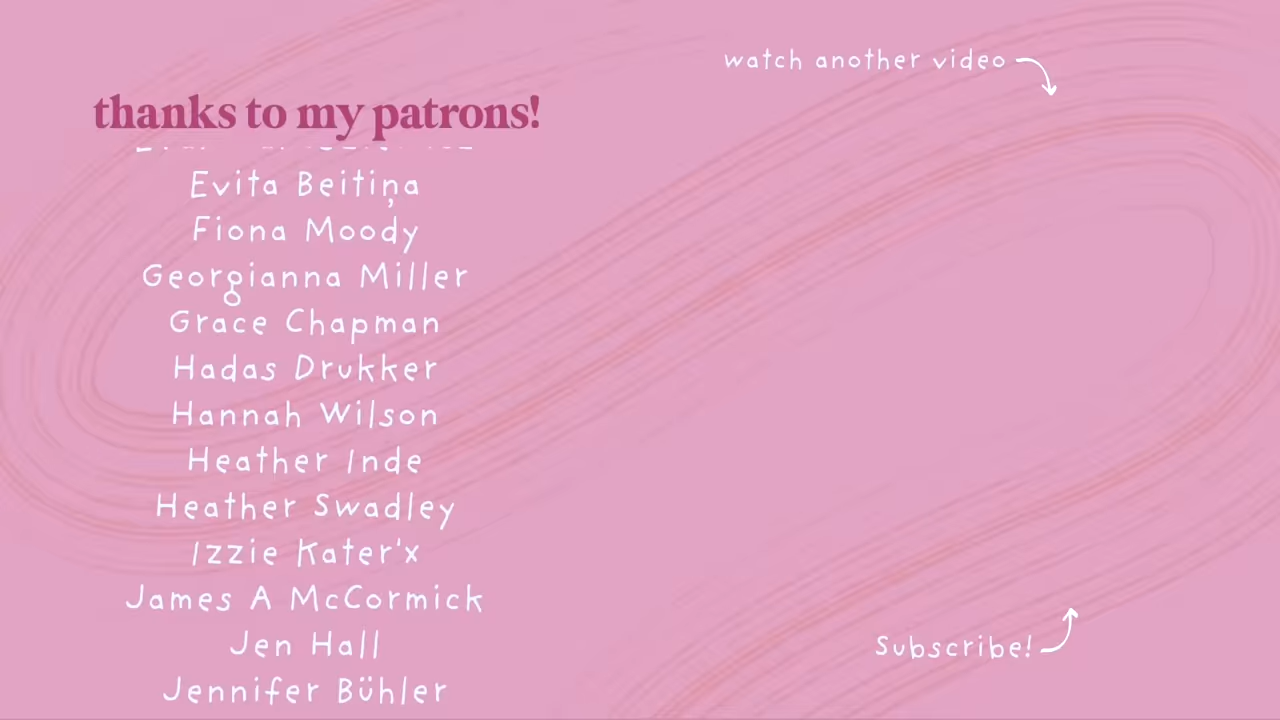 watch another video
thanks to my patrons!
Evita Beitiņa
Fiona Moody
Georgianna Miller
Grace Chapman
Hadas Drukker
Hannah Wilson
Heather Inde
Heather Swadley
Izzie Kater'x
James A McCormick
Jen Hall
Jennifer Bühler
Subscribe!